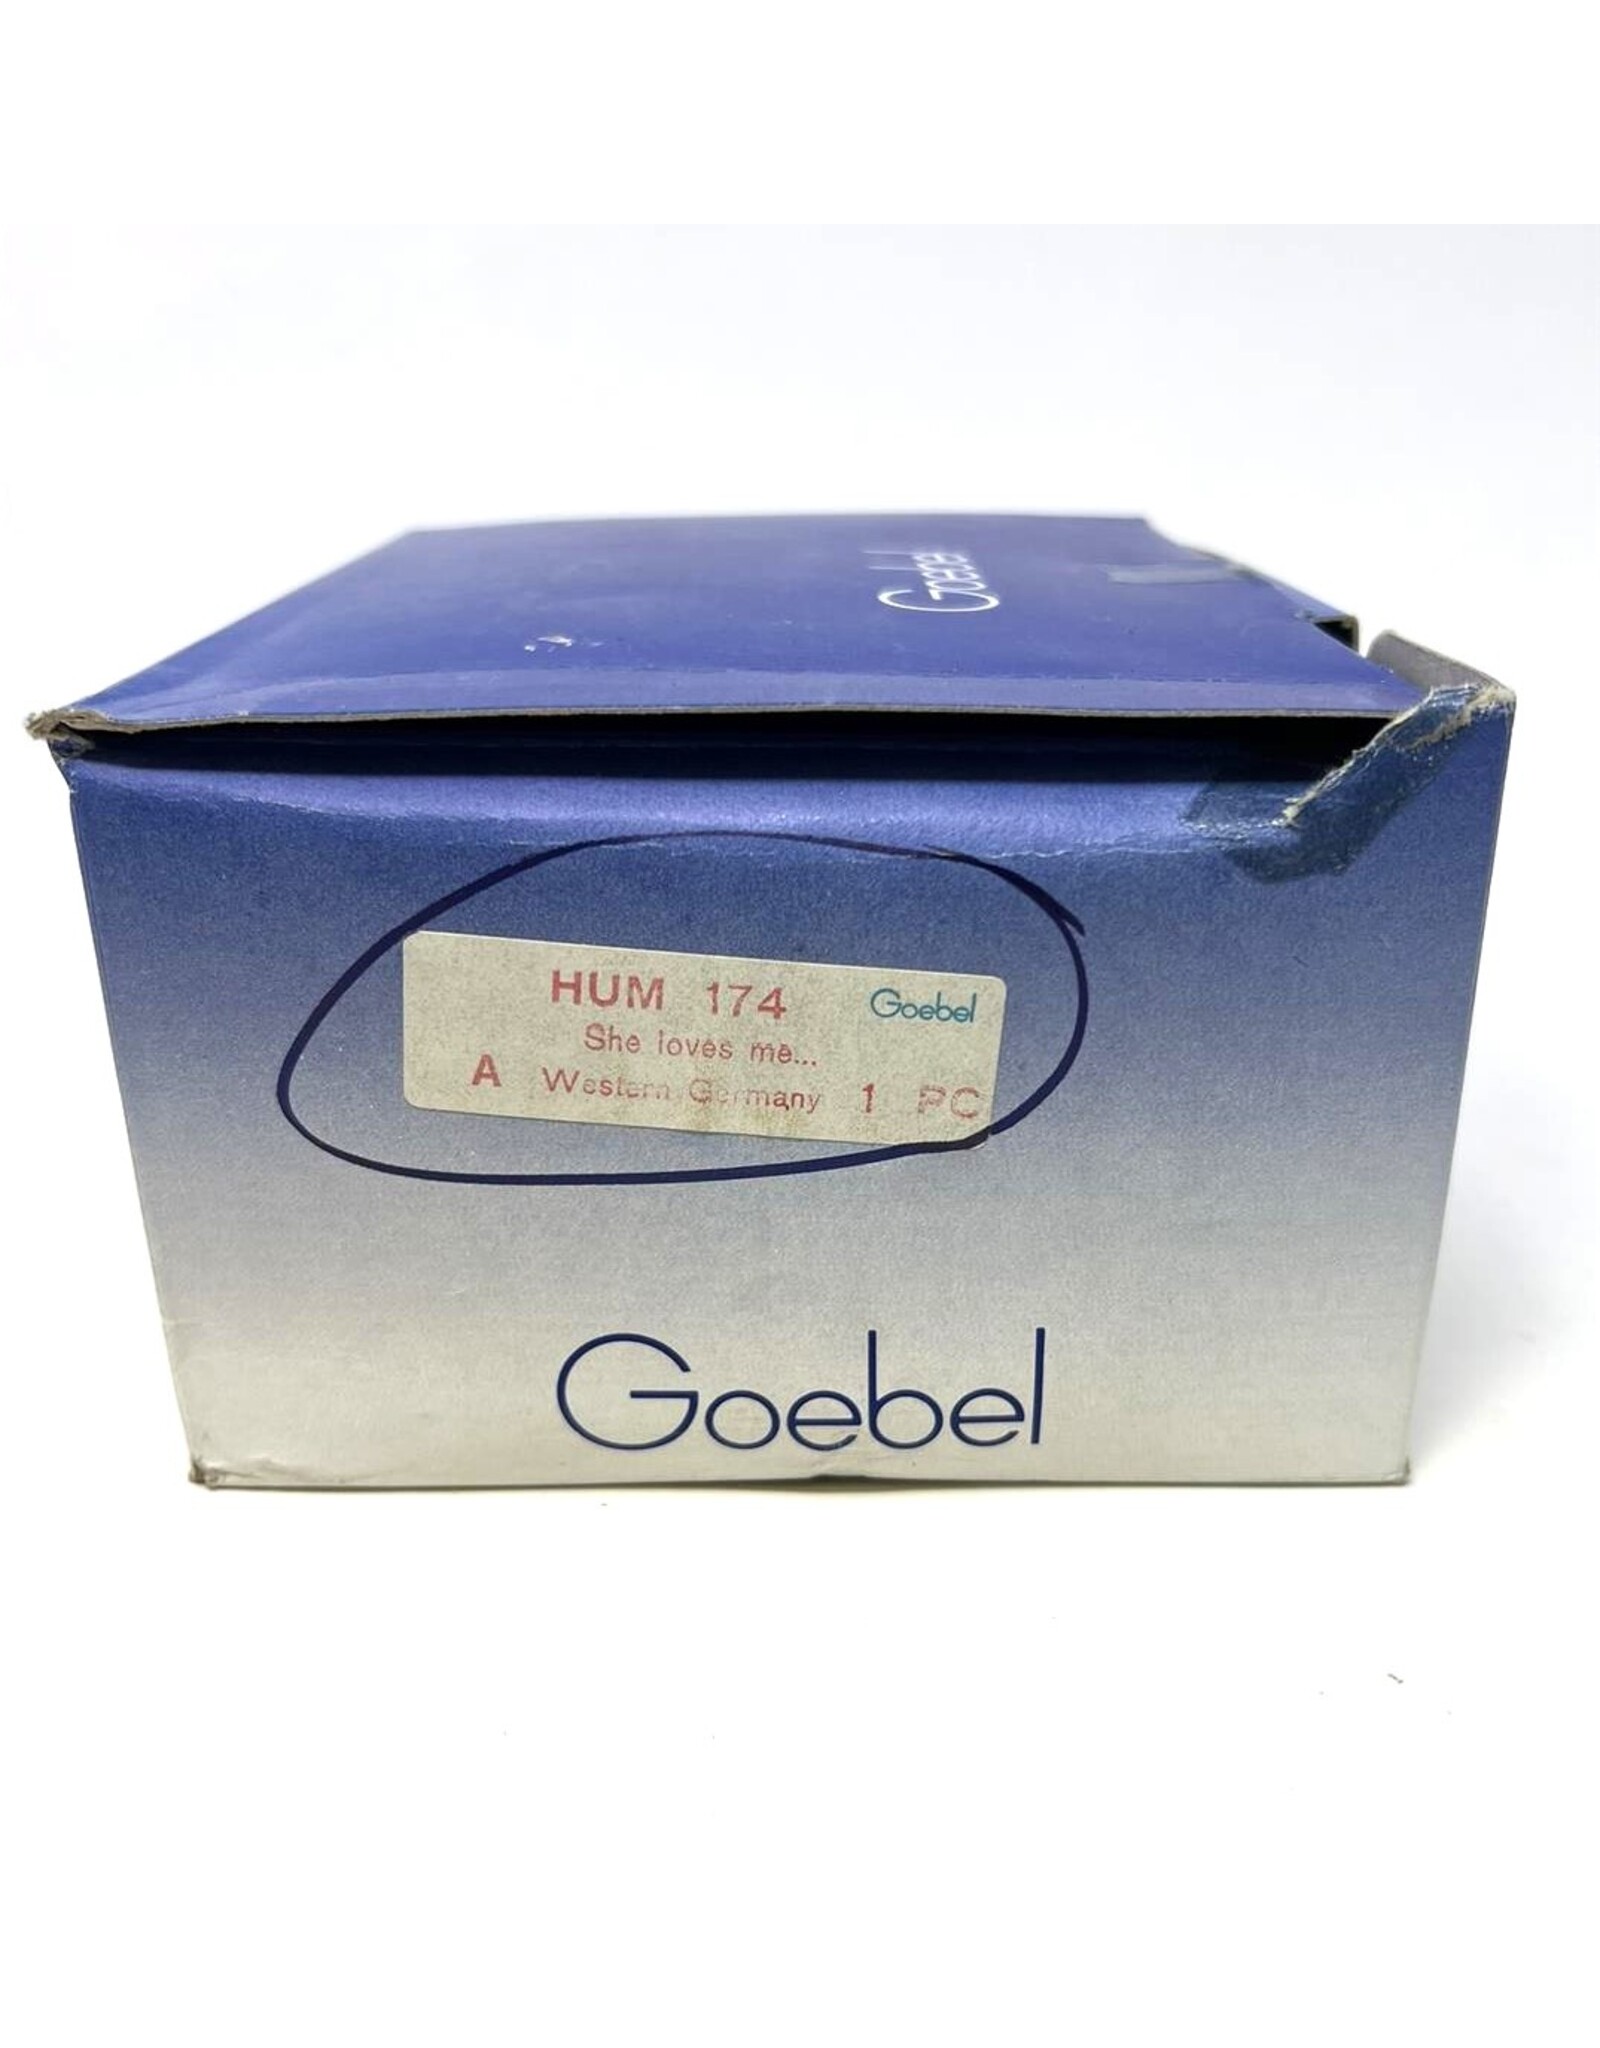 Goebel
HUM 174 Goebel
She loves me...
A Western Germany 1 PC
Goebel